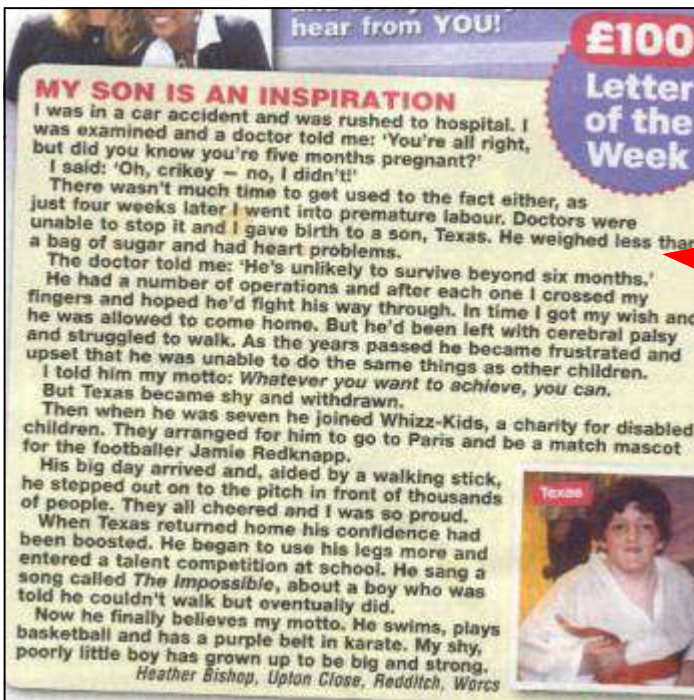 hear from YOU!
£100
Letter
of the
Week
MY SON IS AN INSPIRATION
I was in a car accident and was rushed to hospital. I
was examined and a doctor told me: 'You're all right,
but did you know you're five months pregnant?'
I said: 'Oh, crikey – no, I didn't!'
There wasn't much time to get used to the fact either, as
just four weeks later I went into premature labour. Doctors were
unable to stop it and I gave birth to a son, Texas. He weighed less than
a bag of sugar and had heart problems.
The doctor told me: 'He's unlikely to survive beyond six months.'
He had a number of operations and after each one I crossed my
fingers and hoped he'd fight his way through. In time I got my wish and
he was allowed to come home. But he'd been left with cerebral palsy
and struggled to walk. As the years passed he became frustrated and
upset that he was unable to do the same things as other children.
I told him my motto: Whatever you want to achieve, you can.
But Texas became shy and withdrawn.
Then when he was seven he joined Whizz-Kids, a charity for disabled
children. They arranged for him to go to Paris and be a match mascot
for the footballer Jamie Redknapp.
His big day arrived and, aided by a walking stick,
he stepped out on to the pitch in front of thousands
of people. They all cheered and I was so proud.
When Texas returned home his confidence had
been boosted. He began to use his legs more and
entered a talent competition at school. He sang a
song called The Impossible, about a boy who was
told he couldn't walk but eventually did.
Now he finally believes my motto. He swims, plays
basketball and has a purple belt in karate. My shy,
poorly little boy has grown up to be big and strong.
Heather Bishop, Upton Close, Redditch, Worcs
Texas